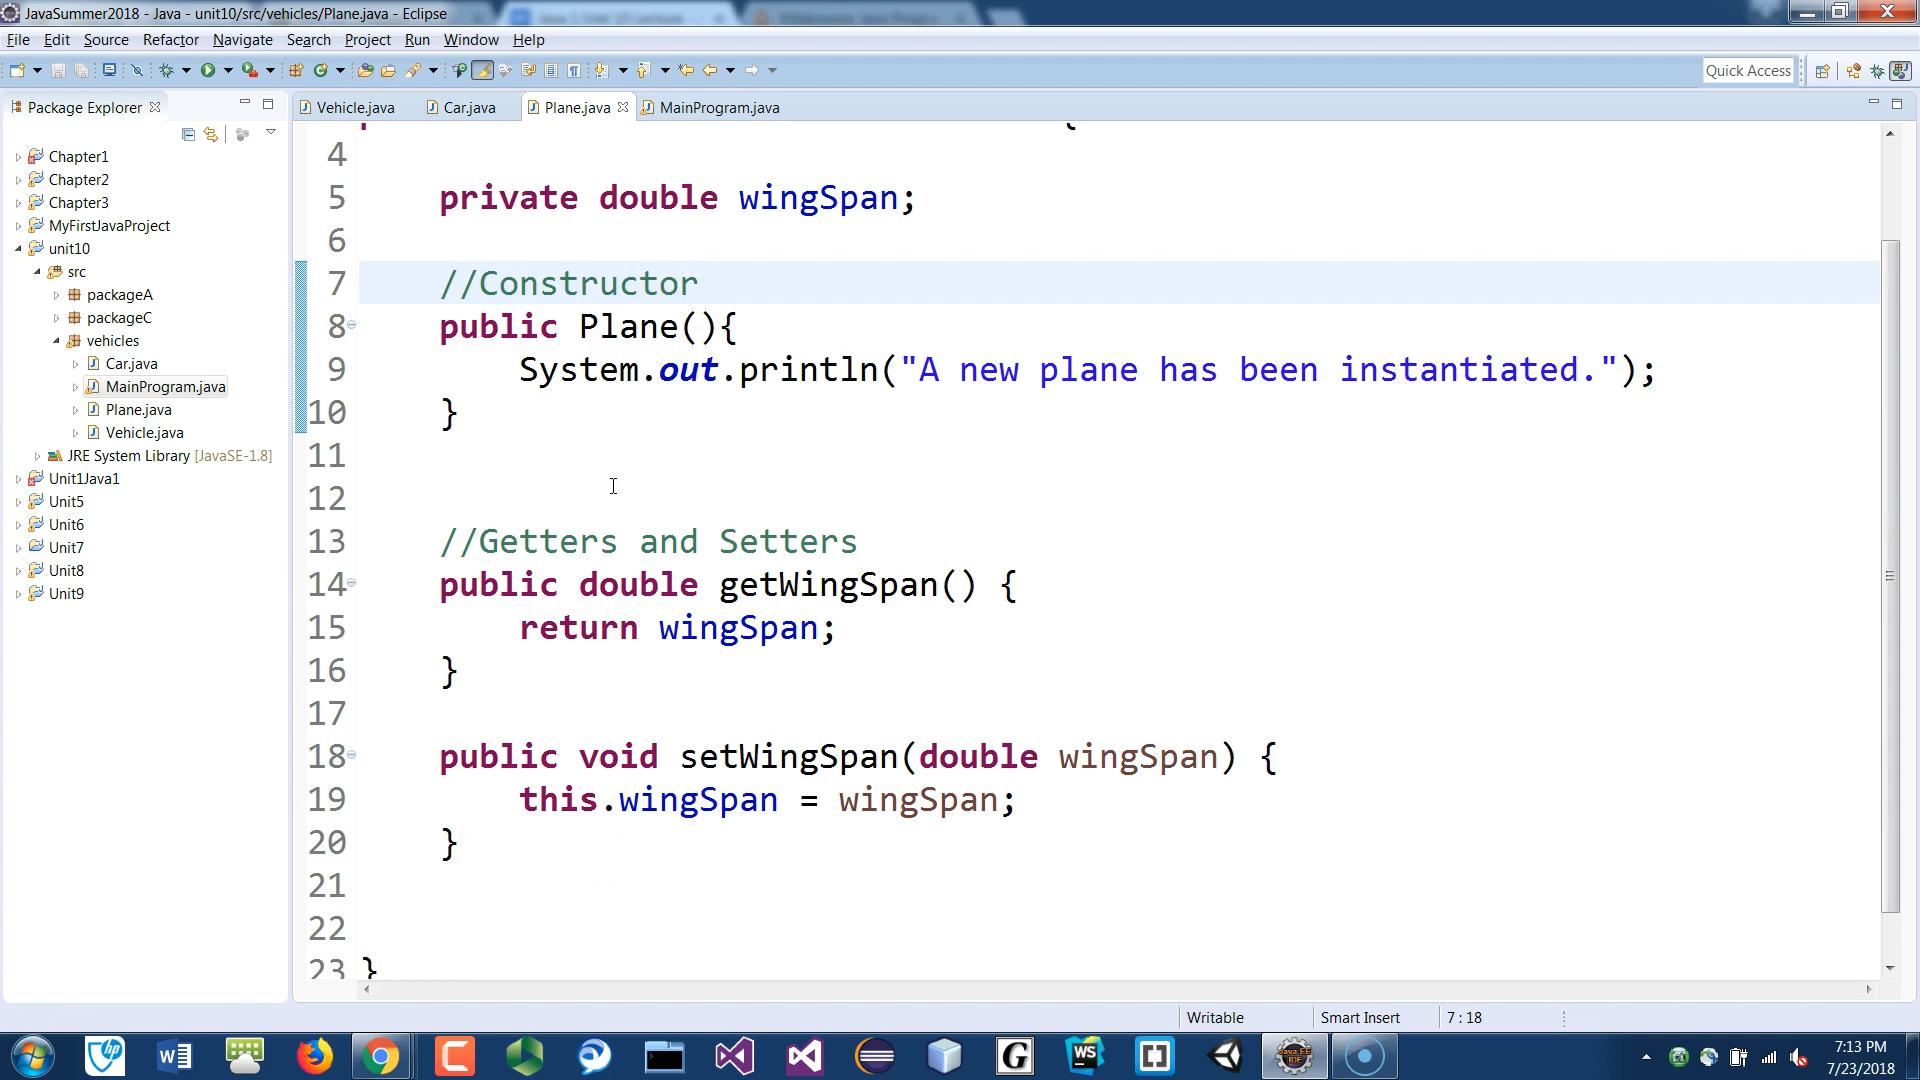 JavaSummer2018 - Java - unit10/src/vehicles/Plane.java - Eclipse
File Edit Source Refactor Navigate Search Project Run Window Help
Quick Access
Package Explorer
Vehicle.java Car.java Plane.java MainProgram.java
Chapter1
Chapter2
Chapter3
MyFirstJavaProject
unit10
src
packageA
packageC
vehicles
Car.java
MainProgram.java
Plane.java
Vehicle.java
JRE System Library [JavaSE-1.8]
Unit1Java1
Unit5
Unit6
Unit7
Unit8
Unit9
4
5 private double wingSpan;
6
7 //Constructor
8 public Plane(){
9 System.out.println("A new plane has been instantiated.");
10 }
11
12
13 //Getters and Setters
14 public double getWingSpan() {
15 return wingSpan;
16 }
17
18 public void setWingSpan(double wingSpan) {
19 this.wingSpan = wingSpan;
20 }
21
22
23 }
Writable Smart Insert 7 : 18
7:13 PM
7/23/2018